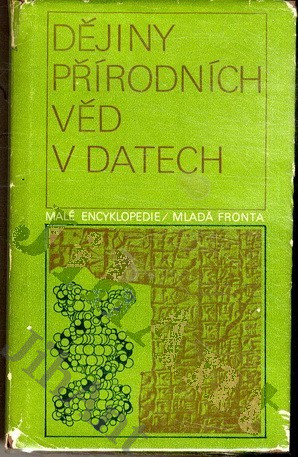 DĚJINY
PŘÍRODNÍCH
VĚD
V DATECH
MALÉ ENCYKLOPEDIE/MLADÁ FRONTA